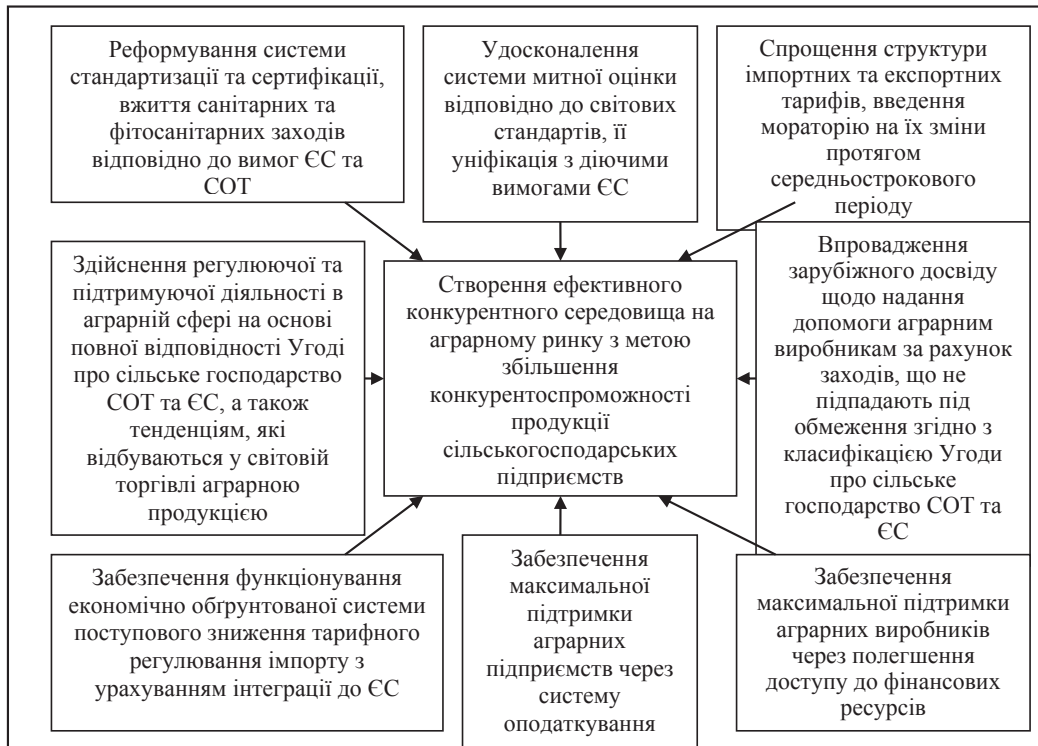 Реформування системи
стандартизації та сертифікації,
вжиття санітарних та
фітосанітарних заходів
відповідно до вимог ЄС та
СОТ
Удосконалення
системи митної оцінки
відповідно до світових
стандартів, її
уніфікація з діючими
вимогами ЄС
Спрощення структури
імпортних та експортних
тарифів, введення
мораторію на їх зміни
протягом
середньострокового
періоду
Здійснення регулюючої та
підтримуючої діяльності в
аграрній сфері на основі
повної відповідності Угоді
про сільське господарство
СОТ та ЄС, а також
тенденціям, які
відбуваються у світовій
торгівлі аграрною
продукцією
Створення ефективного
конкурентного середовища на
аграрному ринку з метою
збільшення
конкурентоспроможності
продукції
сільськогосподарських
підприємств
Впровадження
зарубіжного досвіду
щодо надання
допомоги аграрним
виробникам за рахунок
заходів, що не
підпадають під
обмеження згідно з
класифікацією Угоди
про сільське
господарство СОТ та
ЄС
Забезпечення функціонування
економічно обґрунтованої системи
поступового зниження тарифного
регулювання імпорту з
урахуванням інтеграції до ЄС
Забезпечення
максимальної
підтримки
аграрних
підприємств через
систему
оподаткування
Забезпечення
максимальної підтримки
аграрних виробників
через полегшення
доступу до фінансових
ресурсів